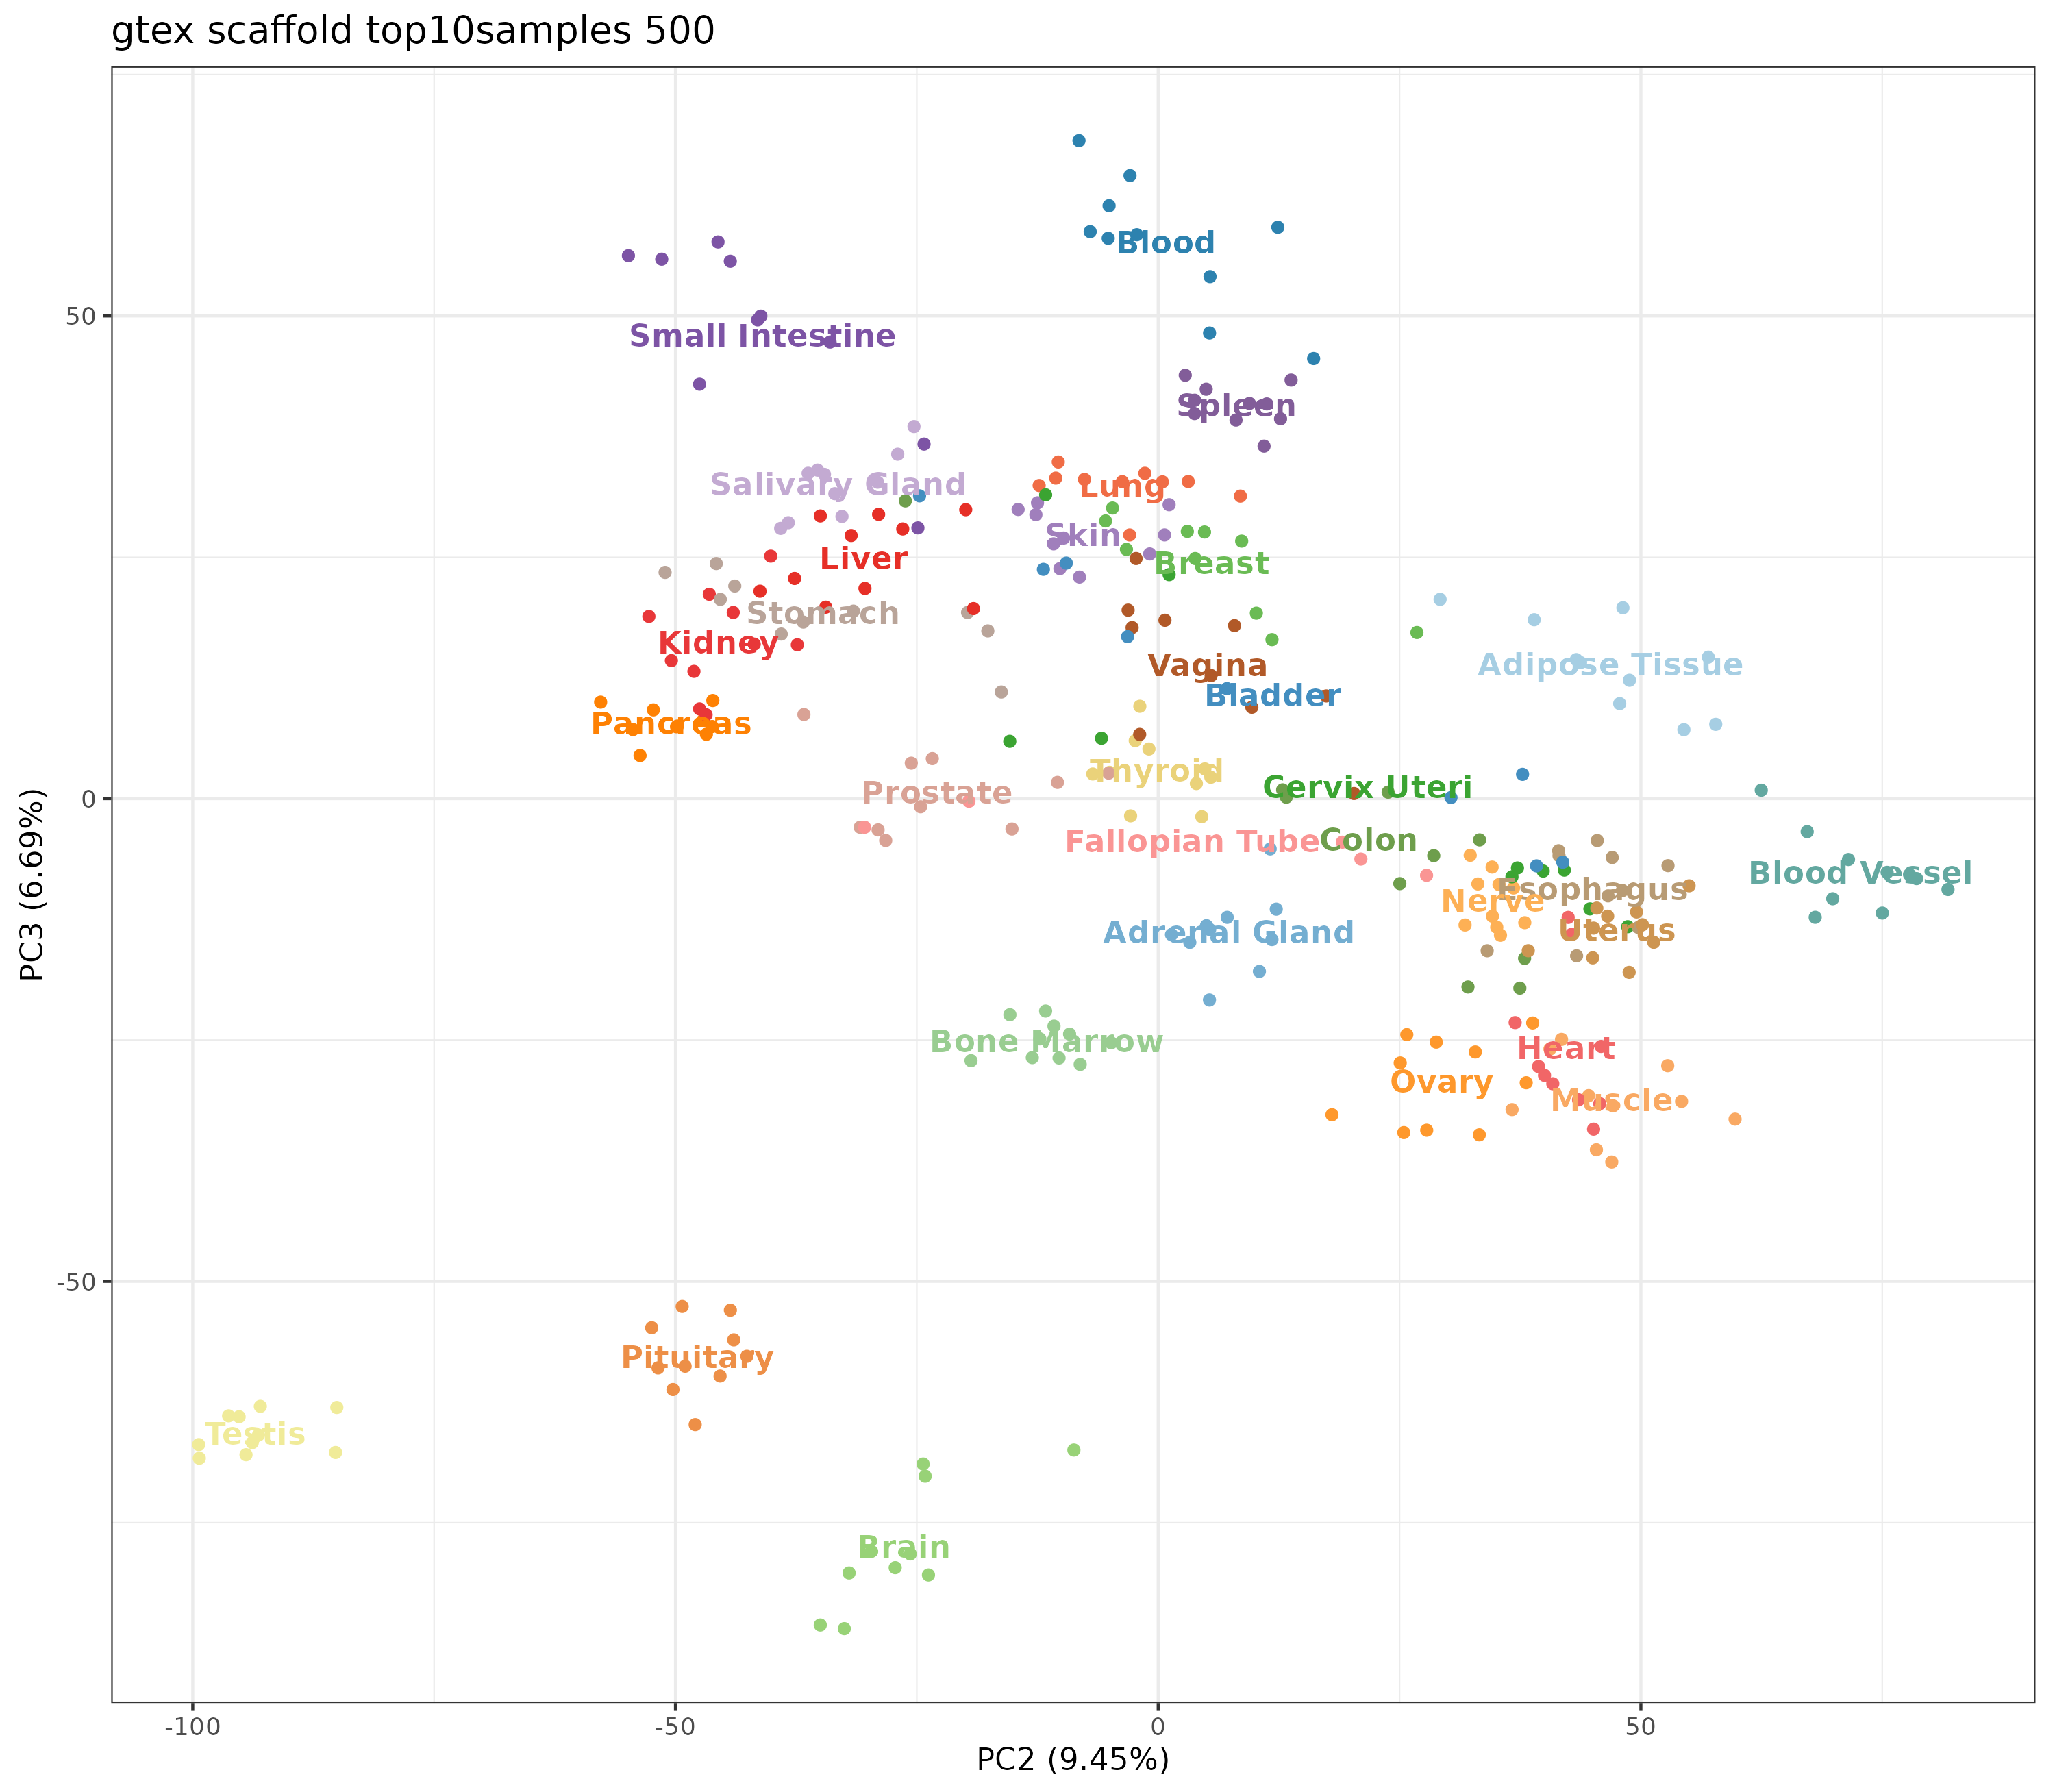 gtex scaffold top10samples 500
Blood
50
Small Intestine
Spleen
Salivary Gland
Lung
Skin
Liver
Breast
Stomach
Kidney
Vagina
Adipose Tissue
Bladder
Pancreas
Thyroid
Cervix Uteri
Prostate
0
Fallopian Tube
Colon
Blood Vessel
Esophagus
Nerve
Uterus
Adrenal Gland
PC3 (6.69%)
Bone Marrow
Heart
Ovary
Muscle
-50
Pituitary
Testis
Brain
-100
-50
0
50
PC2 (9.45%)